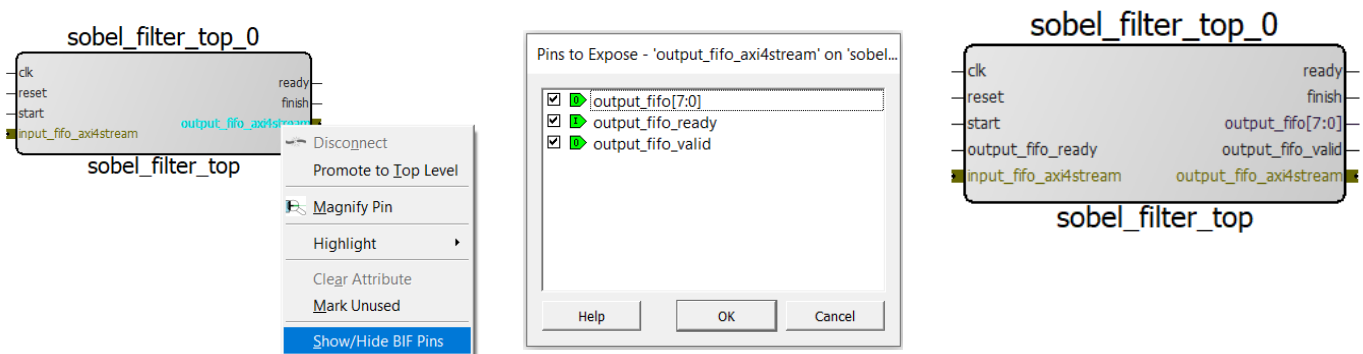 sobel_filter_top_0
clk
reset
start
input_fifo_axi4stream
ready
finish
output_fifo_axi4stream
sobel_filter_top
Disconnect
Promote to Top Level
Magnify Pin
Highlight
Clear Attribute
Mark Unused
Show/Hide BIF Pins
Pins to Expose - 'output_fifo_axi4stream' on 'sobel...
output_fifo[7:0]
output_fifo_ready
output_fifo_valid
Help
OK
Cancel
sobel_filter_top_0
clk
reset
start
output_fifo_ready
input_fifo_axi4stream
ready
finish
output_fifo[7:0]
output_fifo_valid
output_fifo_axi4stream
sobel_filter_top